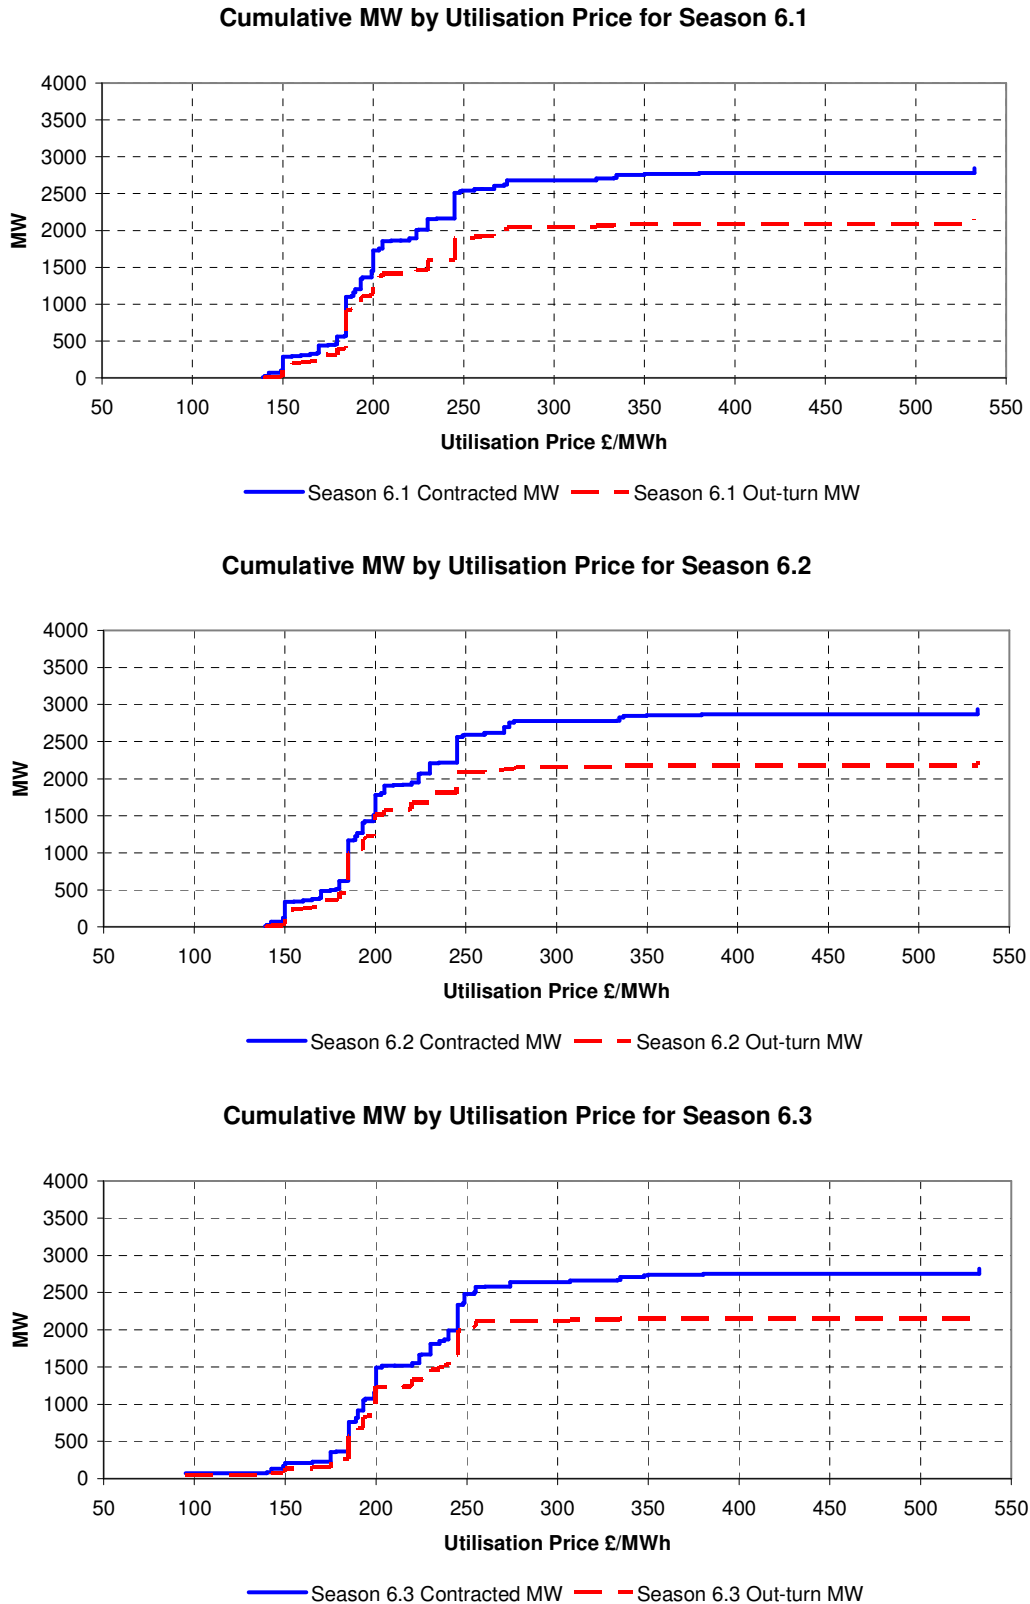 Cumulative MW by Utilisation Price for Season 6.1
4000
3500
3000
2500
2000
1500
1000
500
0
MW
50 100 150 200 250 300 350 400 450 500 550
Utilisation Price £/MWh
Season 6.1 Contracted MW Season 6.1 Out-turn MW
Cumulative MW by Utilisation Price for Season 6.2
4000
3500
3000
2500
2000
1500
1000
500
0
MW
50 100 150 200 250 300 350 400 450 500 550
Utilisation Price £/MWh
Season 6.2 Contracted MW Season 6.2 Out-turn MW
Cumulative MW by Utilisation Price for Season 6.3
4000
3500
3000
2500
2000
1500
1000
500
0
MW
50 100 150 200 250 300 350 400 450 500 550
Utilisation Price £/MWh
Season 6.3 Contracted MW Season 6.3 Out-turn MW